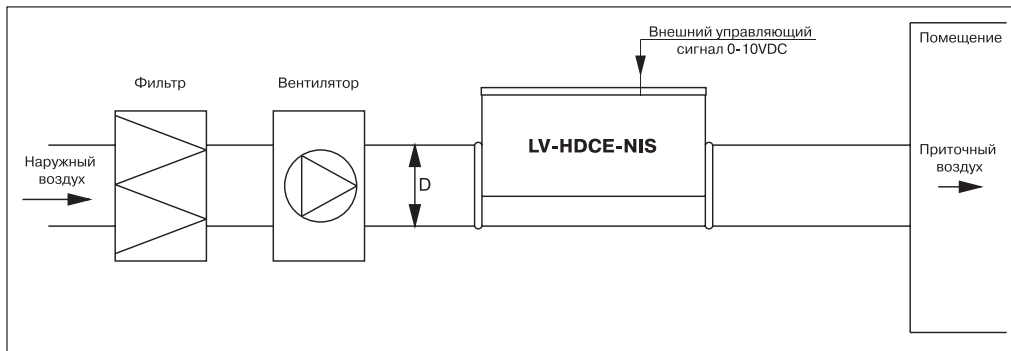 Внешний управляющий
сигнал 0-10VDC
Помещение
Фильтр
Вентилятор
LV-HDCE-NIS
Наружный
воздух
D
Приточный
воздух